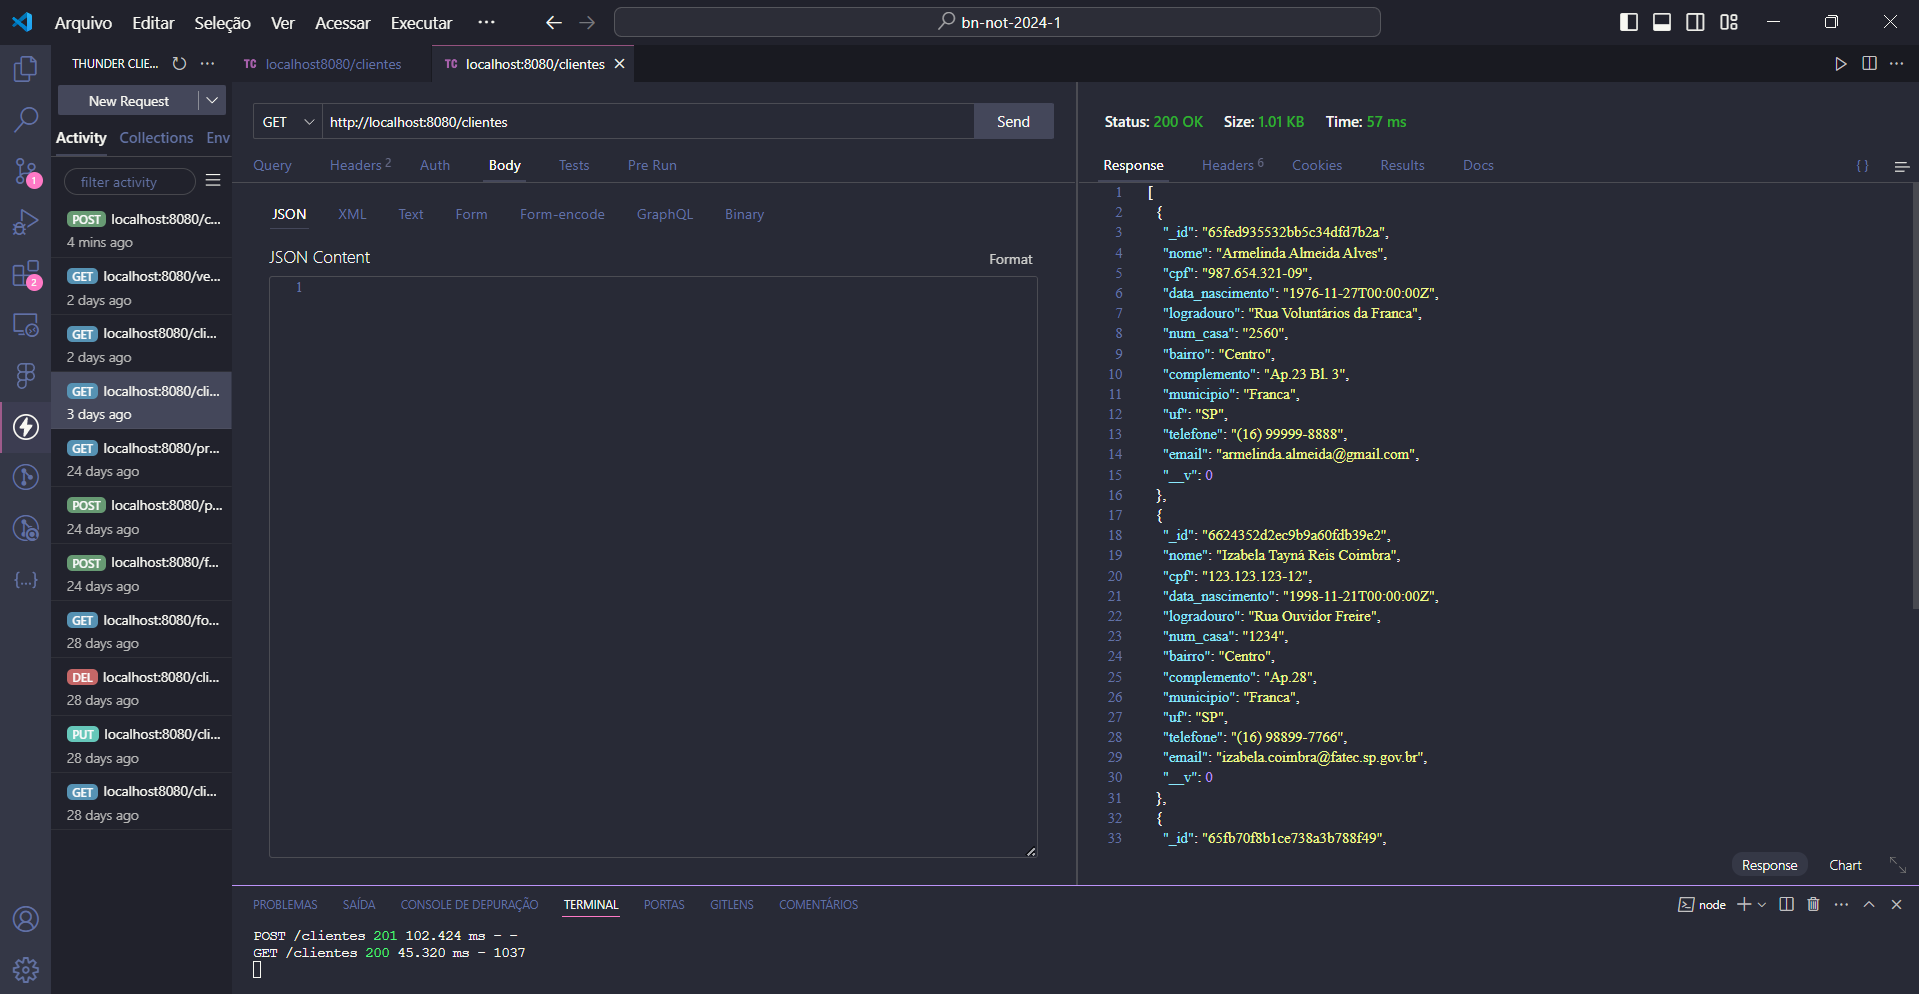 Arquivo Editar Seleção Ver Acessar Executar ··· bn-not-2024-1
THUNDER CLIE... ···
New Request
Activity Collections Env
filter activity
POST localhost:8080/c...
4 mins ago
GET localhost:8080/ve...
2 days ago
GET localhost8080/cli...
2 days ago
GET localhost:8080/cli...
3 days ago
GET localhost:8080/pr...
24 days ago
POST localhost:8080/p...
24 days ago
POST localhost:8080/f...
24 days ago
GET localhost:8080/fo...
28 days ago
DEL localhost:8080/cli...
28 days ago
PUT localhost:8080/cli...
28 days ago
GET localhost8080/cli...
28 days ago
1
2
{...}
TC localhost8080/clientes TC localhost:8080/clientes
GET http://localhost:8080/clientes Send
Query Headers 2 Auth Body Tests Pre Run
JSON XML Text Form Form-encode GraphQL Binary
JSON Content Format
1
Status: 200 OK Size: 1.01 KB Time: 57 ms
Response Headers 6 Cookies Results Docs { }
1 [
2 {
3 "_id": "65fed935532bb5c34dfd7b2a",
4 "nome": "Armelinda Almeida Alves",
5 "cpf": "987.654.321-09",
6 "data_nascimento": "1976-11-27T00:00:00Z",
7 "logradouro": "Rua Voluntários da Franca",
8 "num_casa": "2560",
9 "bairro": "Centro",
10 "complemento": "Ap.23 Bl. 3",
11 "municipio": "Franca",
12 "uf": "SP",
13 "telefone": "(16) 99999-8888",
14 "email": "armelinda.almeida@gmail.com",
15 "__v": 0
16 },
17 {
18 "_id": "6624352d2ec9b9a60fdb39e2",
19 "nome": "Izabela Tayná Reis Coimbra",
20 "cpf": "123.123.123-12",
21 "data_nascimento": "1998-11-21T00:00:00Z",
22 "logradouro": "Rua Ouvidor Freire",
23 "num_casa": "1234",
24 "bairro": "Centro",
25 "complemento": "Ap.28",
26 "municipio": "Franca",
27 "uf": "SP",
28 "telefone": "(16) 98899-7766",
29 "email": "izabela.coimbra@fatec.sp.gov.br",
30 "__v": 0
31 },
32 {
33 "_id": "65fb70f8b1ce738a3b788f49",
Response Chart
PROBLEMAS SAÍDA CONSOLE DE DEPURAÇÃO TERMINAL PORTAS GITLENS COMENTÁRIOS node
POST /clientes 201 102.424 ms - -
GET /clientes 200 45.320 ms - 1037